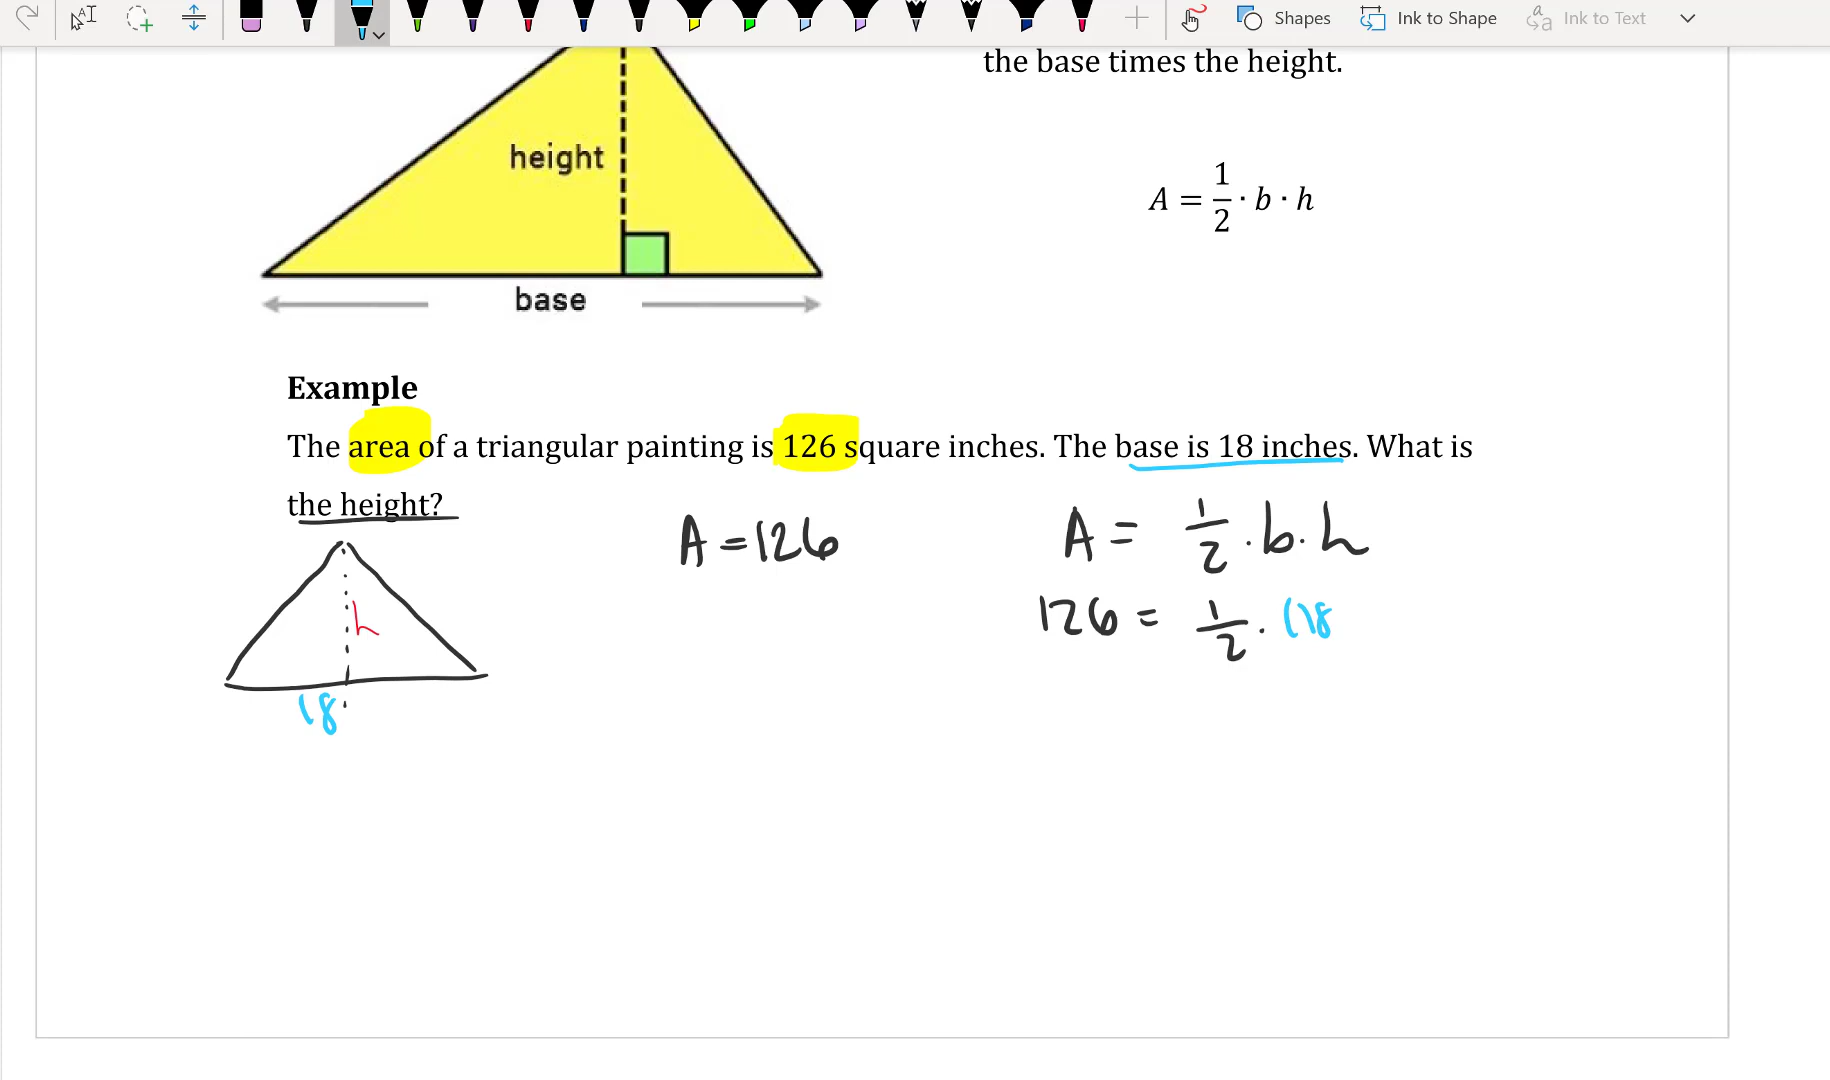 Shapes
Ink to Shape
Ink to Text
the base times the height.
height
A = 1/2 · b · h
base
Example
The area of a triangular painting is 126 square inches. The base is 18 inches. What is
the height?
A = 126
A = 1/2 · b · h
126 = 1/2 · (18
h
18